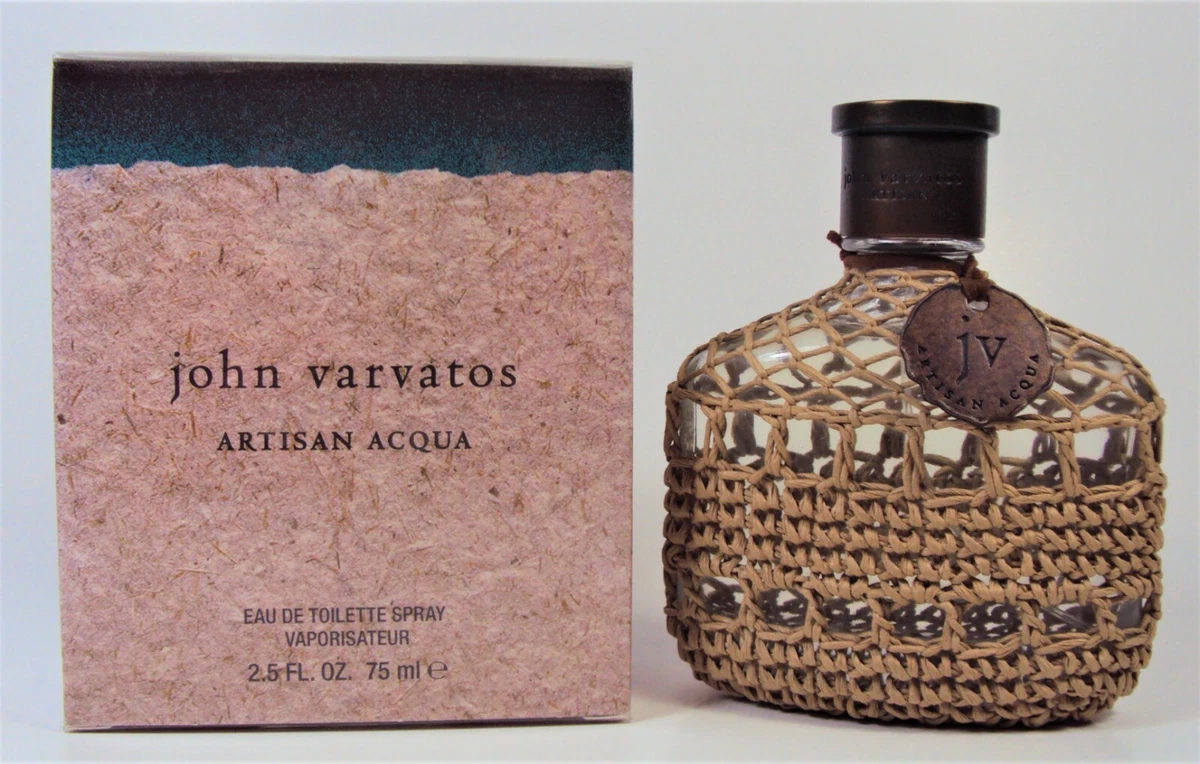 john varvatos
ARTISAN ACQUA
EAU DE TOILETTE SPRAY
VAPORISATEUR
2.5 FL. OZ. 75 ml ℮
john varvatos
ARTISAN
jv
ARTISAN ACQUA